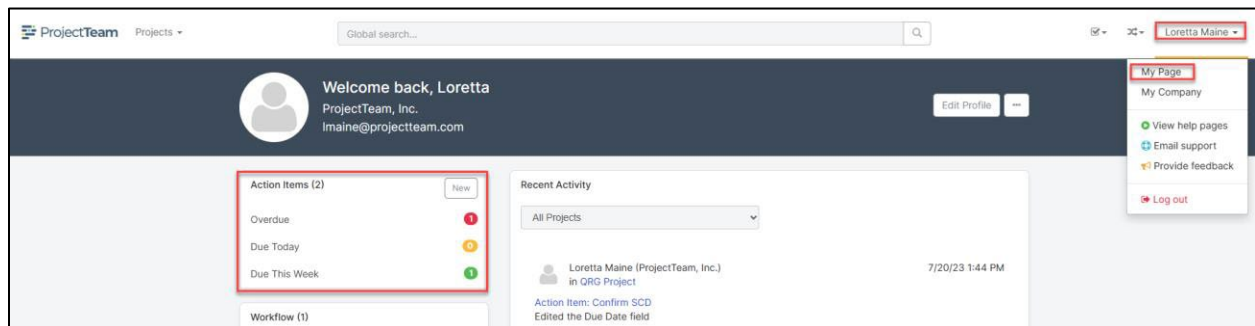 ProjectTeam Projects
Global search...
Loretta Maine
My Page
My Company
View help pages
Email support
Provide feedback
Log out
Welcome back, Loretta
ProjectTeam, Inc.
lmaine@projectteam.com
Edit Profile
Action Items (2) New
Overdue 1
Due Today 0
Due This Week 1
Workflow (1)
Recent Activity
All Projects
Loretta Maine (ProjectTeam, Inc.) 7/20/23 1:44 PM
in QRG Project
Action Item: Confirm SCD
Edited the Due Date field